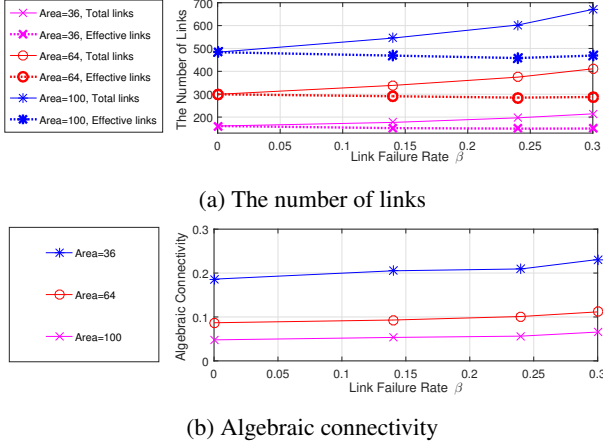 Area=36, Total links
Area=36, Effective links
Area=64, Total links
Area=64, Effective links
Area=100, Total links
Area=100, Effective links
The Number of Links
700
600
500
400
300
200
0 0.05 0.1 0.15 0.2 0.25 0.3
Link Failure Rate β
(a) The number of links
Area=36
Area=64
Area=100
Algebraic Connectivity
0.3
0.2
0.1
0
0 0.05 0.1 0.15 0.2 0.25 0.3
Link Failure Rate β
(b) Algebraic connectivity